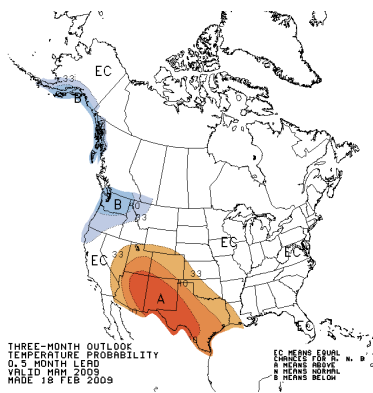 EC
33
B
B
40
33
EC
EC
EC
33
33
40
A
EC
THREE-MONTH OUTLOOK
TEMPERATURE PROBABILITY
0.5 MONTH LEAD
VALID MAM 2009
MADE 18 FEB 2009
EC MEANS EQUAL
CHANCES FOR A, N, B
A MEANS ABOVE
N MEANS NORMAL
B MEANS BELOW